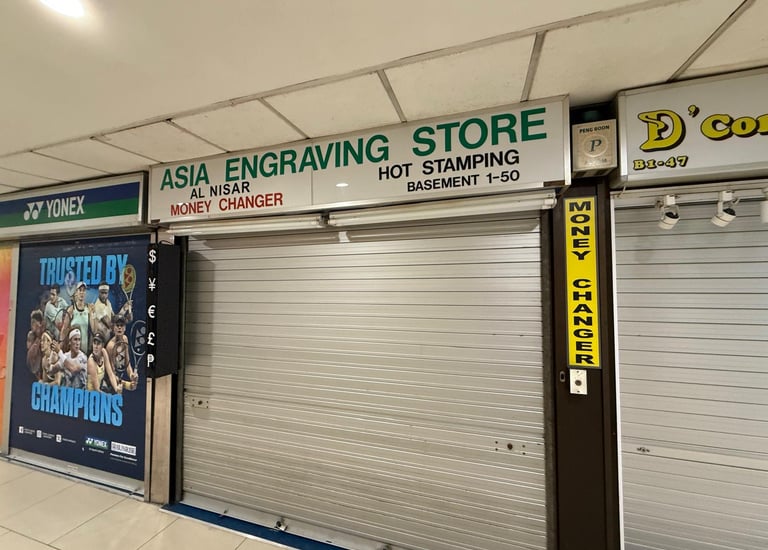 YONEX
TRUSTED BY
CHAMPIONS
YONEX
$
¥
€
£
ASIA ENGRAVING STORE
AL NISAR
MONEY CHANGER
HOT STAMPING
BASEMENT 1-50
PENG BOON
P
MONEY CHANGER
D'
B1-47